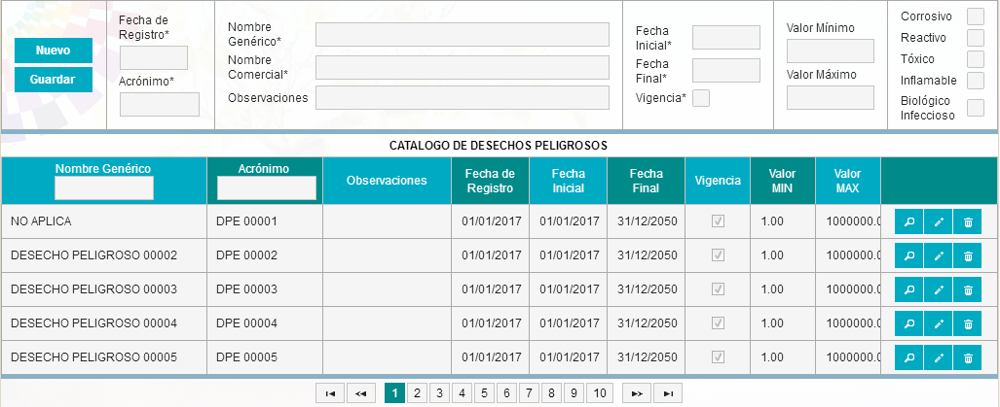 Nuevo
Guardar
Fecha de
Registro*
Acrónimo*
Nombre
Genérico*
Nombre
Comercial*
Observaciones
Fecha
Inicial*
Fecha
Final*
Vigencia*
Valor Mínimo
Valor Máximo
Corrosivo
Reactivo
Tóxico
Inflamable
Biológico
Infeccioso
CATALOGO DE DESECHOS PELIGROSOS
Nombre Genérico Acrónimo Observaciones Fecha de Registro Fecha Inicial Fecha Final Vigencia Valor MIN Valor MAX
NO APLICA DPE 00001 01/01/2017 01/01/2017 31/12/2050 1.00 1000000.0
DESECHO PELIGROSO 00002 DPE 00002 01/01/2017 01/01/2017 31/12/2050 1.00 1000000.0
DESECHO PELIGROSO 00003 DPE 00003 01/01/2017 01/01/2017 31/12/2050 1.00 1000000.0
DESECHO PELIGROSO 00004 DPE 00004 01/01/2017 01/01/2017 31/12/2050 1.00 1000000.0
DESECHO PELIGROSO 00005 DPE 00005 01/01/2017 01/01/2017 31/12/2050 1.00 1000000.0
1 2 3 4 5 6 7 8 9 10